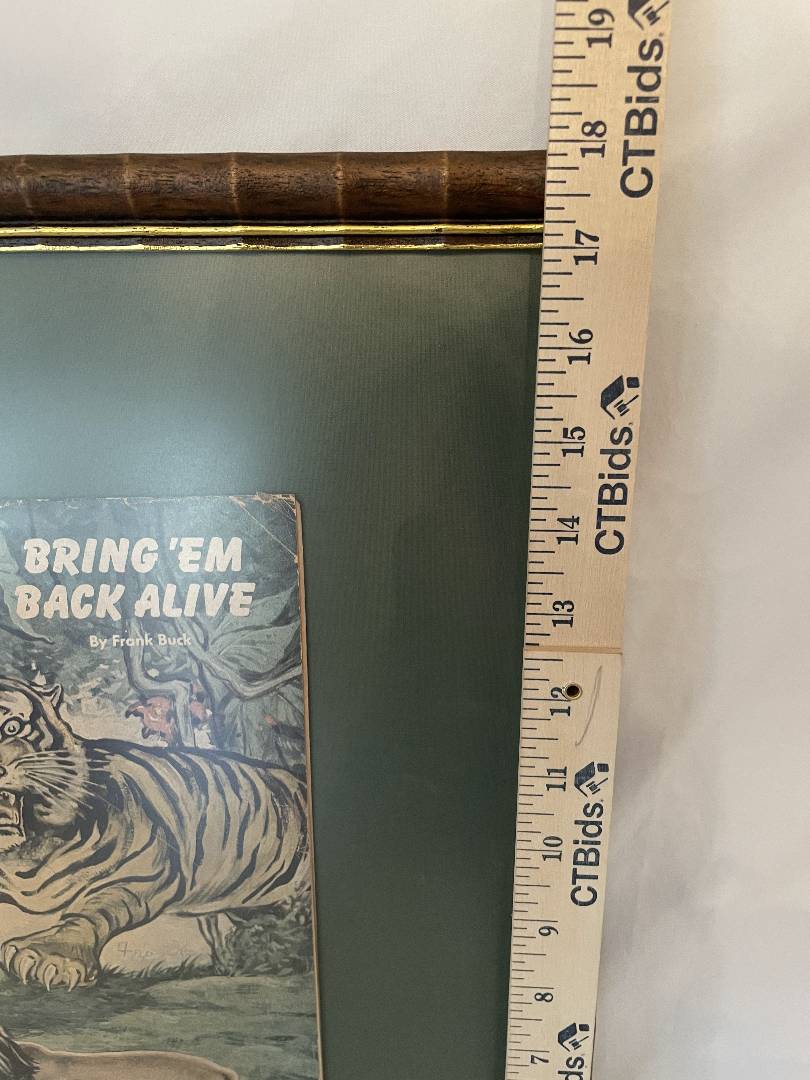 BRING 'EM
BACK ALIVE
By Frank Buck
19
18
17
16
15
14
13
12
11
10
9
8
7
CTBids
CTBids
CTBids
ds